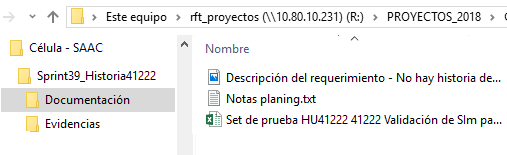 Este equipo > rft_proyectos (\\10.80.10.231) (R:) > PROYECTOS_2018 >
Célula - SAAC
Sprint39_Historia41222
Documentación
Evidencias
Nombre
Descripción del requerimiento - No hay historia de...
Notas planing.txt
Set de prueba HU41222 41222 Validación de SIm pa...